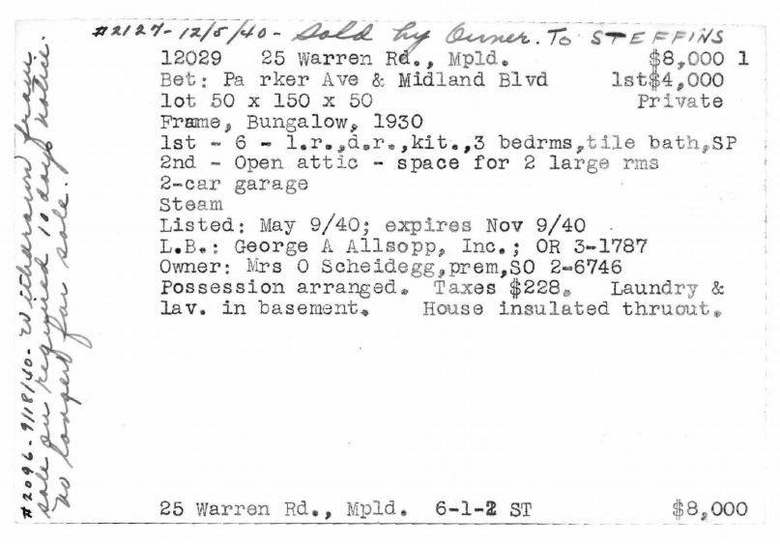 #2127-12/5/40- Sold by Owner. To STEFFINS
12029 25 Warren Rd., Mpld. $8,000 1
Bet: Pa rker Ave & Midland Blvd 1st$4,000
lot 50 x 150 x 50 Private
Frame, Bungalow, 1930
1st - 6 - l.r.,d.r.,kit.,3 bedrms,tile bath,SP
2nd - Open attic - space for 2 large rms
2-car garage
Steam
Listed: May 9/40; expires Nov 9/40
L.B.: George A Allsopp, Inc.; OR 3-1787
Owner: Mrs O Scheidegg,prem,SO 2-6746
Possession arranged. Taxes $228. Laundry &
lav. in basement. House insulated thruout.
25 Warren Rd., Mpld. 6-1-2 ST $8,000
#2096-9/18/40- withdrawn from
sale on required 10 days notice.
no longer for sale.